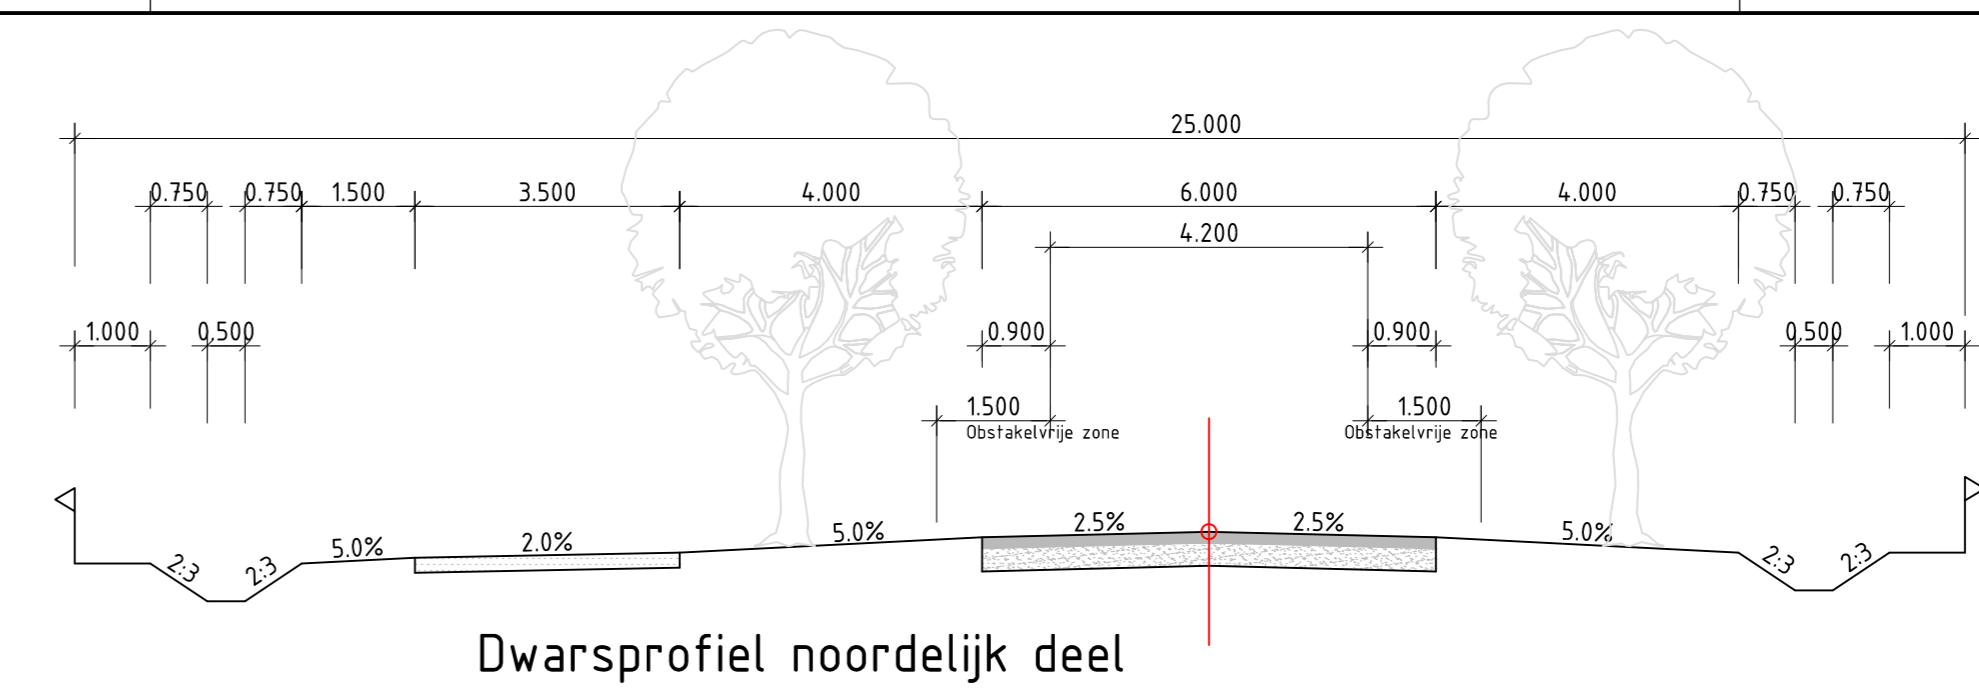 25.000
0.750 0.750 1.500 3.500 4.000 6.000 4.000 0.750 0.750
4.200
1.000 0.500 0.900 0.900 0.500 1.000
1.500 1.500
Obstakelvrije zone Obstakelvrije zone
2:3 2:3 5.0% 2.0% 5.0% 2.5% 2.5% 5.0% 2:3 2:3
Dwarsprofiel noordelijk deel